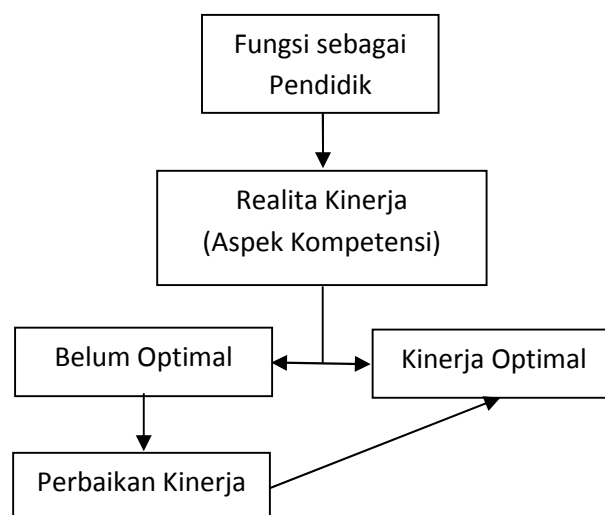 Fungsi sebagai
Pendidik
Realita Kinerja
(Aspek Kompetensi)
Belum Optimal
Kinerja Optimal
Perbaikan Kinerja